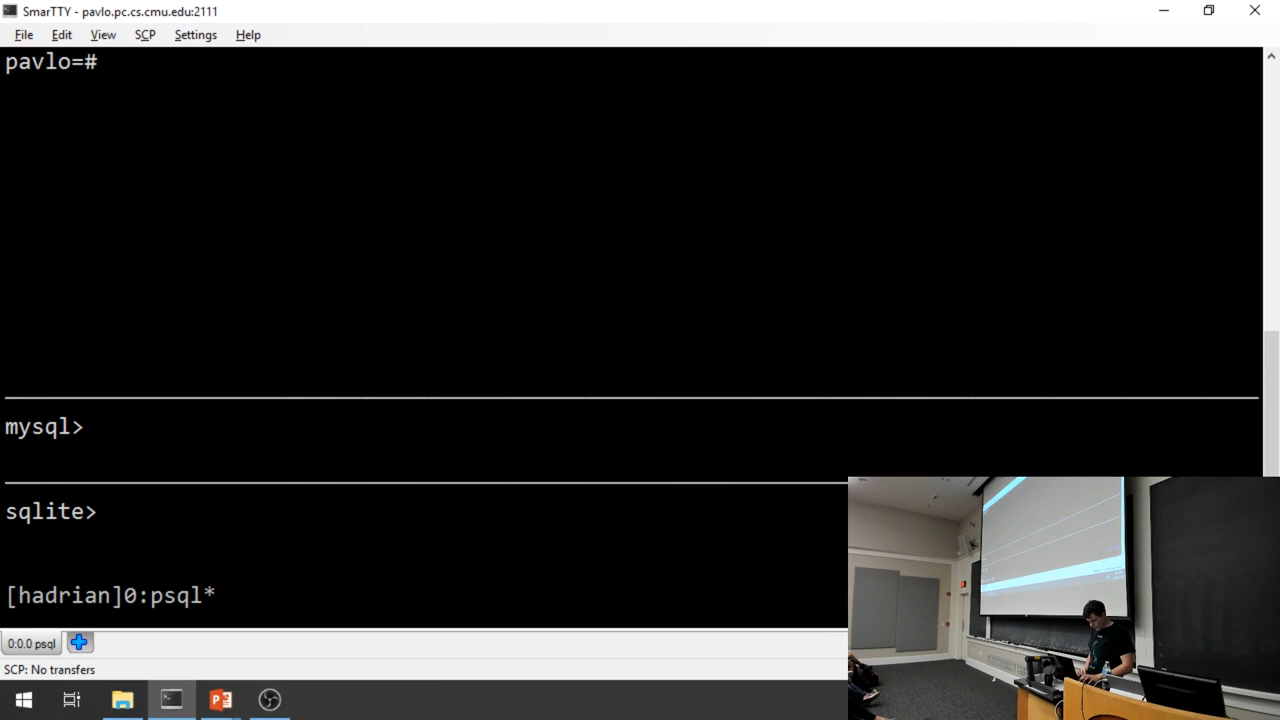 SmarTTY - pavlo.pc.cs.cmu.edu:2111
File Edit View SCP Settings Help
pavlo=#
mysql>
sqlite>
[hadrian]0:psql*
0:0.0 psql
SCP: No transfers